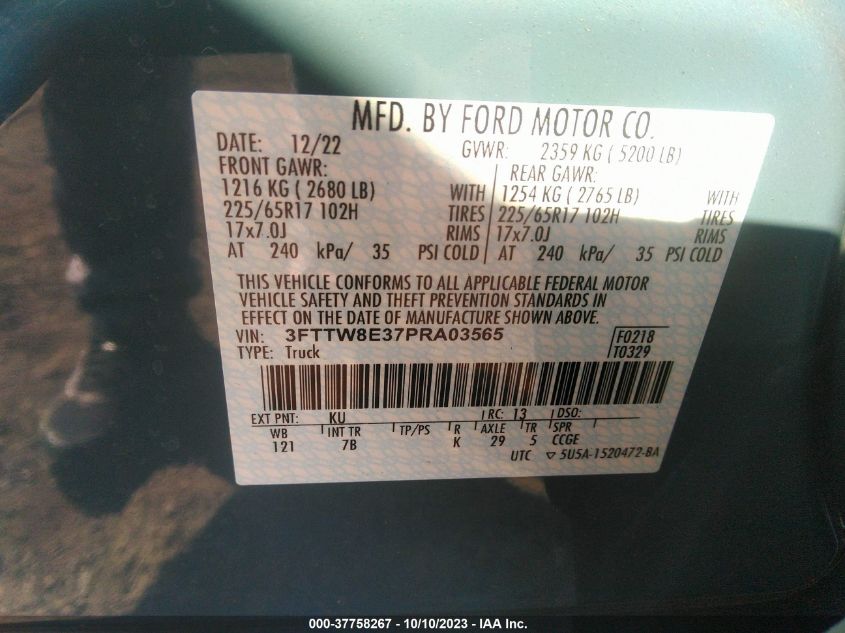 MFD. BY FORD MOTOR CO.
DATE: 12/22 GVWR: 2359 KG ( 5200 LB)
FRONT GAWR: REAR GAWR:
1216 KG ( 2680 LB) WITH 1254 KG ( 2765 LB) WITH
225/65R17 102H TIRES 225/65R17 102H TIRES
17x7.0J RIMS 17x7.0J RIMS
AT 240 kPa/ 35 PSI COLD AT 240 kPa/ 35 PSI COLD
THIS VEHICLE CONFORMS TO ALL APPLICABLE FEDERAL MOTOR
VEHICLE SAFETY AND THEFT PREVENTION STANDARDS IN
EFFECT ON THE DATE OF MANUFACTURE SHOWN ABOVE.
VIN: 3FTTW8E37PRA03565 F0218
TYPE: Truck T0329
EXT PNT: KU RC: 13 DSO:
WB INT TR TP/PS R AXLE TR SPR
121 7B K 29 5 CCGE
UTC ▽ 5U5A-1520472-BA
000-37758267 - 10/10/2023 - IAA Inc.